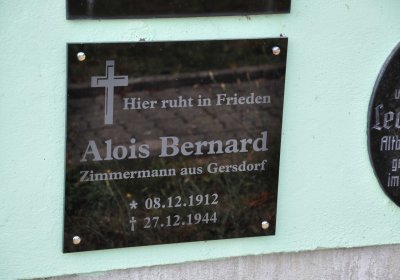 Hier ruht in Frieden
Alois Bernard
Zimmermann aus Gersdorf
* 08.12.1912
† 27.12.1944